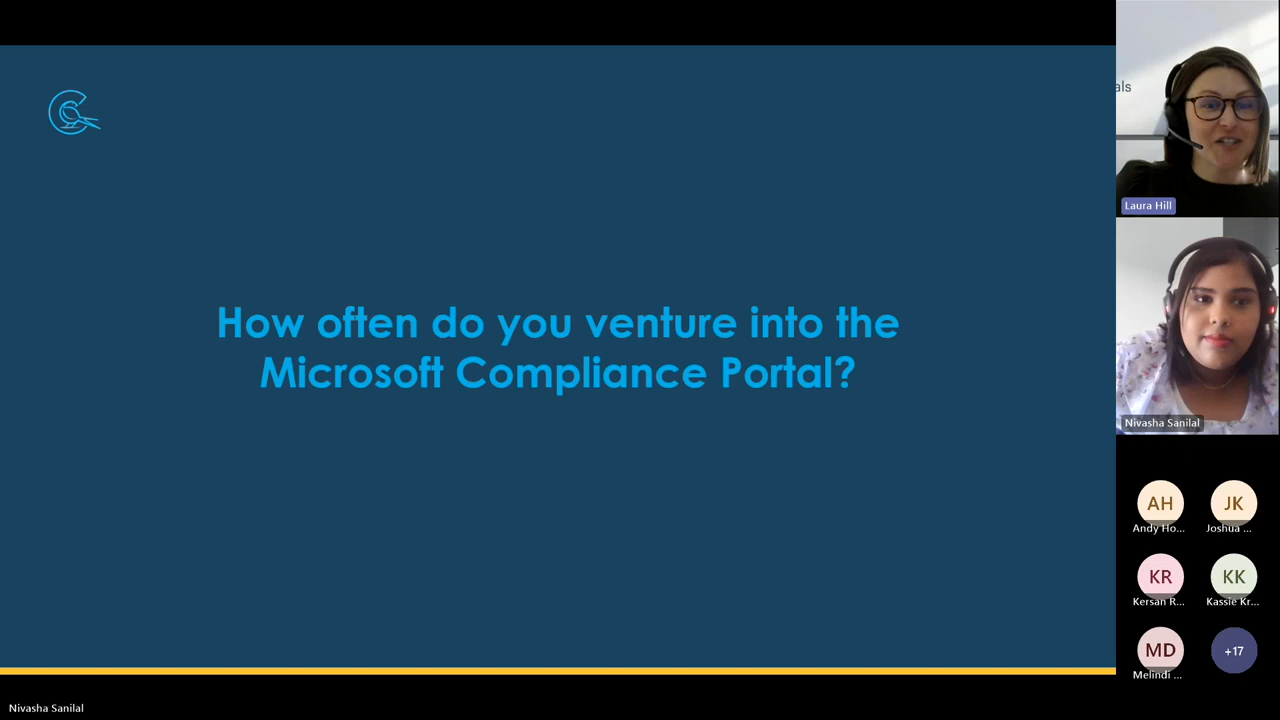 How often do you venture into the
Microsoft Compliance Portal?
als
Laura Hill
Nivasha Sanilal
AH
JK
Andy Ho...
Joshua ...
KR
KK
Kersan R...
Kassie Kr...
MD
+17
Melindi ...
Nivasha Sanilal